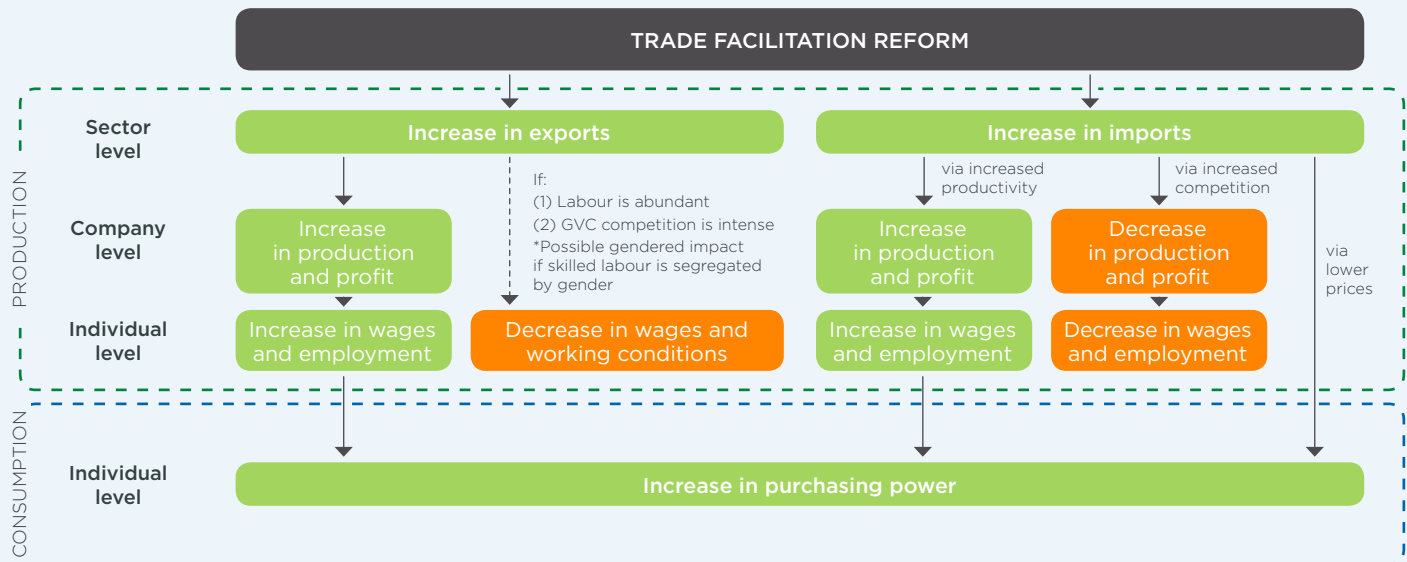 TRADE FACILITATION REFORM
PRODUCTION
Sector
level
Increase in exports
Increase in imports
If:
(1) Labour is abundant
(2) GVC competition is intense
*Possible gendered impact
if skilled labour is segregated
by gender
via increased
productivity
via increased
competition
via
lower
prices
Company
level
Increase
in production
and profit
Increase
in production
and profit
Decrease
in production
and profit
Individual
level
Increase in wages
and employment
Decrease in wages and
working conditions
Increase in wages
and employment
Decrease in wages
and employment
CONSUMPTION
Individual
level
Increase in purchasing power